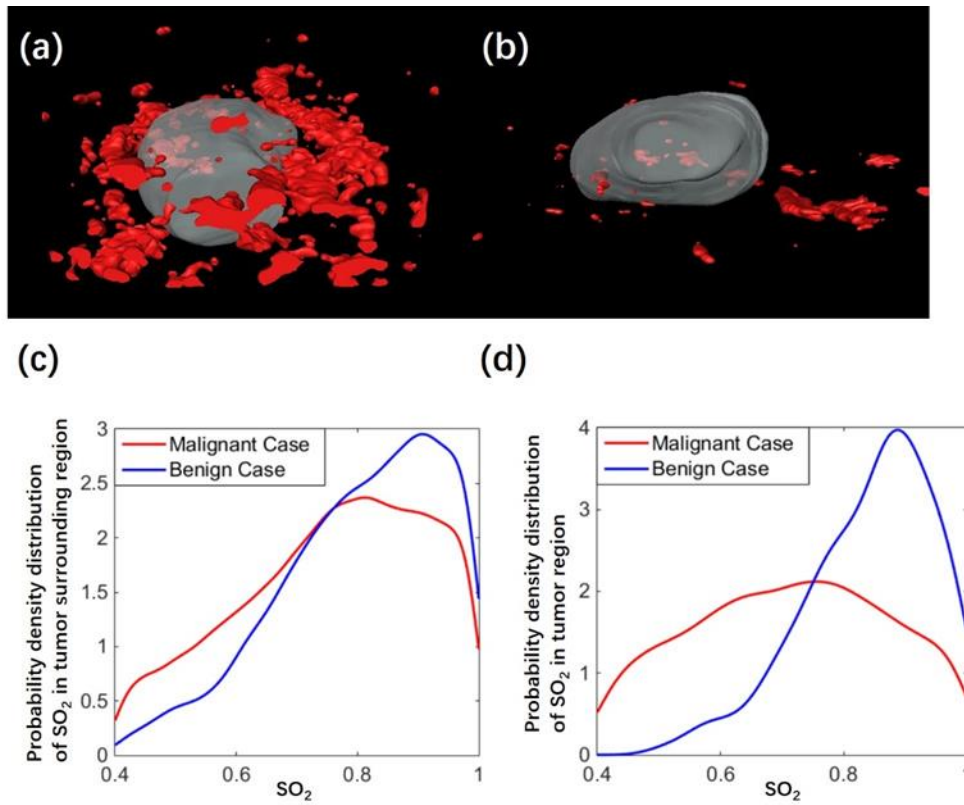 (a)
(b)
(c)
(d)
Probability density distribution
of SO₂ in tumor surrounding region
3
2.5
2
1.5
1
0.5
0
0.4
0.6
0.8
1
SO₂
Malignant Case
Benign Case
Probability density distribution
of SO₂ in tumor region
4
3
2
1
0
0.4
0.6
0.8
1
SO₂
Malignant Case
Benign Case